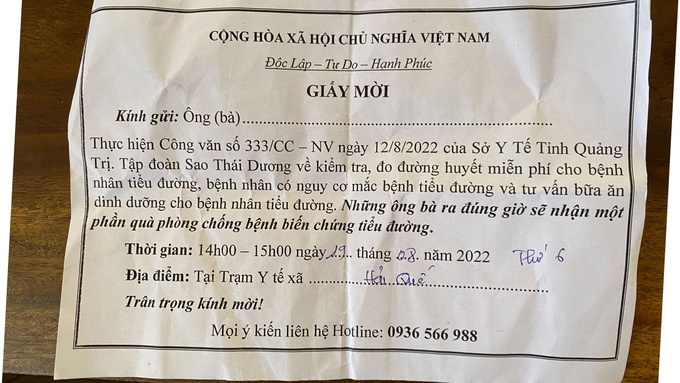 CỘNG HÒA XÃ HỘI CHỦ NGHĨA VIỆT NAM
Độc Lập – Tự Do – Hạnh Phúc
GIẤY MỜI
Kính gửi: Ông (bà)..........................................................................
Thực hiện Công văn số 333/CC – NV ngày 12/8/2022 của Sở Y Tế Tỉnh Quảng
Trị. Tập đoàn Sao Thái Dương về kiểm tra, đo đường huyết miễn phí cho bệnh
nhân tiểu đường, bệnh nhân có nguy cơ mắc bệnh tiểu đường và tư vấn bữa ăn
dinh dưỡng cho bệnh nhân tiểu đường. Những ông bà ra đúng giờ sẽ nhận một
phần quà phòng chống bệnh biến chứng tiểu đường.
Thời gian: 14h00 – 15h00 ngày 19.. tháng 08. năm 2022 Thứ 6
Địa điểm: Tại Trạm Y tế xã ........Hải Quế........................
Trân trọng kính mời!
Mọi ý kiến liên hệ Hotline: 0936 566 988